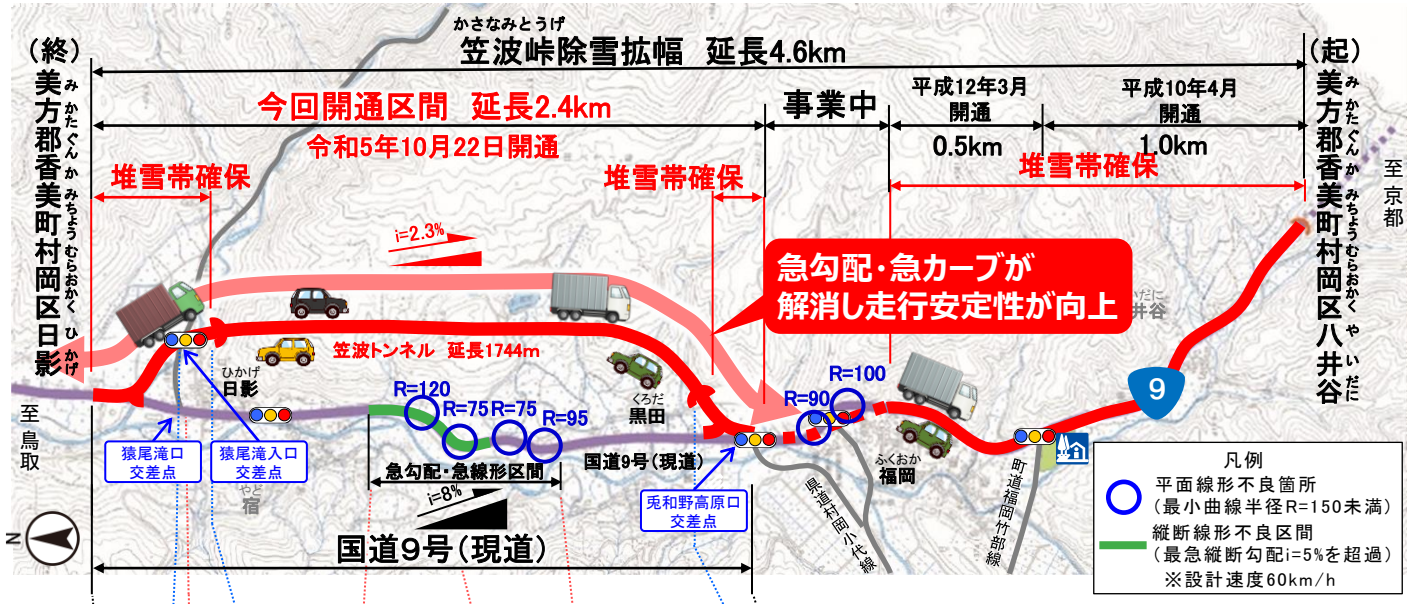 かさなみとうげ
笠波峠除雪拡幅 延長4.6km
(終)
美方郡香美町村岡区日影
みかたぐんかみちょうむらおかくひかげ
(起)
美方郡香美町村岡区八井谷
みかたぐんかみちょうむらおかくやいだに
今回開通区間 延長2.4km
令和5年10月22日開通
事業中
平成12年3月
開通
0.5km
平成10年4月
開通
1.0km
堆雪帯確保
堆雪帯確保
堆雪帯確保
至京都
i=2.3%
急勾配・急カーブが
解消し走行安定性が向上
いだに
井谷
笠波トンネル 延長1744m
ひかげ
日影
くろだ
黒田
R=120
R=75
R=75
R=95
R=90
R=100
9
至鳥取
猿尾滝口
交差点
猿尾滝入口
交差点
やど
宿
急勾配・急線形区間
i=8%
国道9号(現道)
兎和野高原口
交差点
ふくおか
福岡
県道村岡小代線
町道福岡竹部線
国道9号(現道)
N
凡例
平面線形不良箇所
(最小曲線半径R=150未満)
縦断線形不良区間
(最急縦断勾配i=5%を超過)
※設計速度60km/h